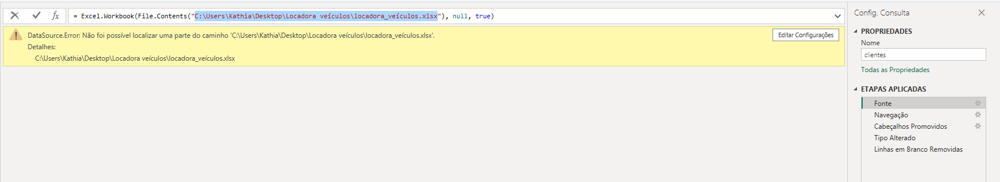 = Excel.Workbook(File.Contents("C:\Users\Kathia\Desktop\Locadora veículos\locadora_veículos.xlsx"), null, true)
DataSource.Error: Não foi possível localizar uma parte do caminho 'C:\Users\Kathia\Desktop\Locadora veículos\locadora_veículos.xlsx'.
Editar Configurações
Detalhes:
C:\Users\Kathia\Desktop\Locadora veículos\locadora_veículos.xlsx
Config. Consulta
PROPRIEDADES
Nome
clientes
Todas as Propriedades
ETAPAS APLICADAS
Fonte
Navegação
Cabeçalhos Promovidos
Tipo Alterado
Linhas em Branco Removidas